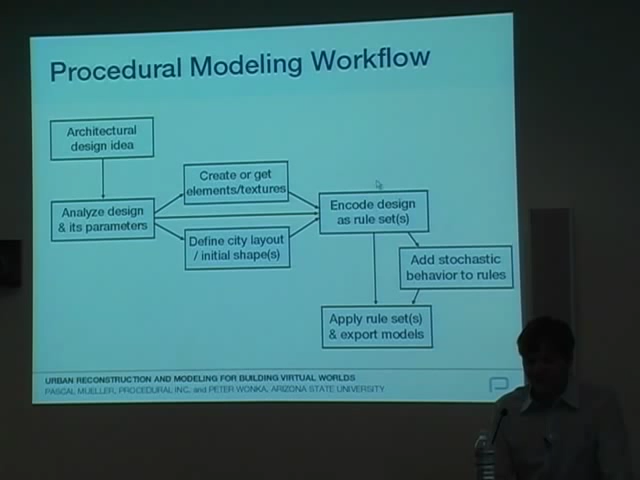 Procedural Modeling Workflow
Architectural
design idea
Create or get
elements/textures
Analyze design
& its parameters
Encode design
as rule set(s)
Define city layout
/ initial shape(s)
Add stochastic
behavior to rules
Apply rule set(s)
& export models
URBAN RECONSTRUCTION AND MODELING FOR BUILDING VIRTUAL WORLDS
PASCAL MUELLER, PROCEDURAL INC. and PETER WONKA, ARIZONA STATE UNIVERSITY